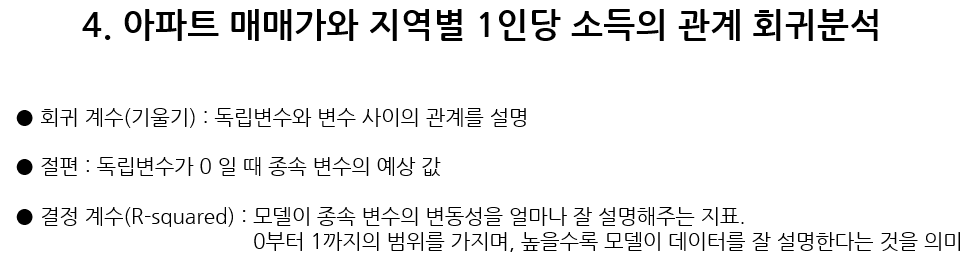 4. 아파트 매매가와 지역별 1인당 소득의 관계 회귀분석
● 회귀 계수(기울기) : 독립변수와 변수 사이의 관계를 설명
● 절편 : 독립변수가 0 일 때 종속 변수의 예상 값
● 결정 계수(R-squared) : 모델이 종속 변수의 변동성을 얼마나 잘 설명해주는 지표.
0부터 1까지의 범위를 가지며, 높을수록 모델이 데이터를 잘 설명한다는 것을 의미